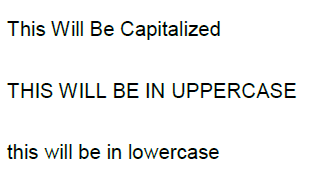 This Will Be Capitalized
THIS WILL BE IN UPPERCASE
this will be in lowercase